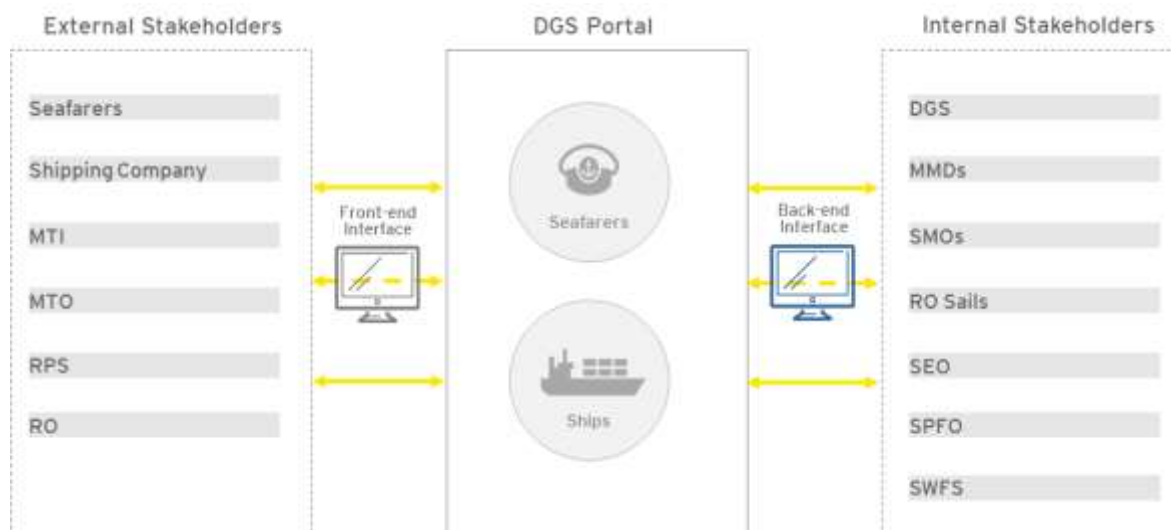 External Stakeholders
DGS Portal
Internal Stakeholders
Seafarers
Shipping Company
MTI
MTO
RPS
RO
Front-end
Interface
Seafarers
Ships
Back-end
Interface
DGS
MMDs
SMOs
RO Sails
SEO
SPFO
SWFS